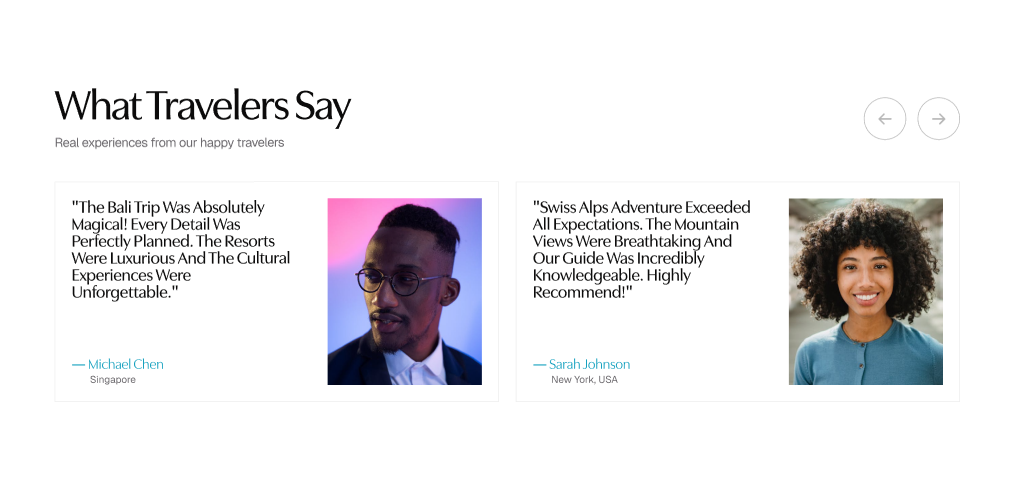 What Travelers Say
Real experiences from our happy travelers
"The Bali Trip Was Absolutely
Magical! Every Detail Was
Perfectly Planned. The Resorts
Were Luxurious And The Cultural
Experiences Were
Unforgettable."
— Michael Chen
Singapore
"Swiss Alps Adventure Exceeded
All Expectations. The Mountain
Views Were Breathtaking And
Our Guide Was Incredibly
Knowledgeable. Highly
Recommend!"
— Sarah Johnson
New York, USA